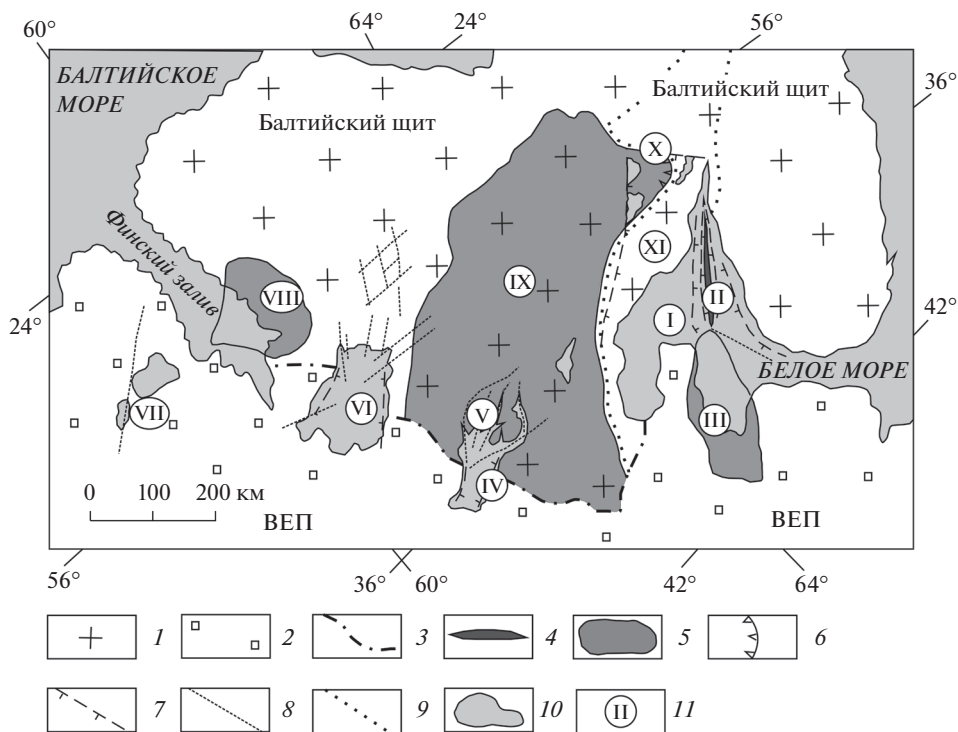 60°
64°
24°
56°
БАЛТИЙСКОЕ
МОРЕ
36°
Балтийский щит
Балтийский щит
X
Финский залив
XI
IX
VIII
II
I
24°
42°
БЕЛОЕ МОРЕ
VII
VI
V
III
IV
0 100 200 км
ВЕП
ВЕП
56°
36°
60°
42°
64°
1
2
3
4
5
6
7
8
9
10
II
11